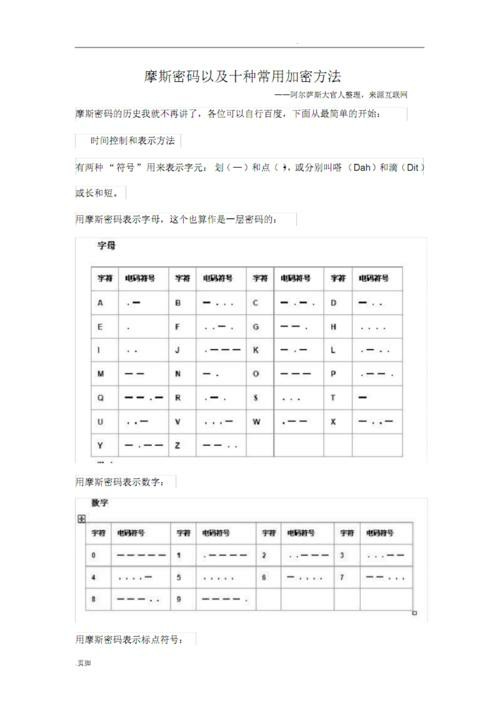 摩斯密码以及十种常用加密方法
——阿尔萨斯大官人整理，来源互联网
摩斯密码的历史我就不再讲了，各位可以自行百度，下面从最简单的开始：
时间控制和表示方法
有两种“符号”用来表示字元：划（—）和点（·），或分别叫嗒（Dah）和滴（Dit）
或长和短。
用摩斯密码表示字母，这个也算作是一层密码的：
字母
字符 电码符号 字符 电码符号 字符 电码符号 字符 电码符号
A .— B —... C —.—. D —..
E . F ..—. G ——. H ....
I .. J .——— K —.— L .—..
M —— N —. O ——— P .——.
Q ——.— R .—. S ... T —
U ..— V ...— W .—— X —..—
Y —.—— Z ——..
用摩斯密码表示数字：
数字
字符 电码符号 字符 电码符号 字符 电码符号 字符 电码符号
0 ————— 1 .———— 2 ..——— 3 ...——
4 ....— 5 ..... 6 —.... 7 ——...
8 ———.. 9 ————.
用摩斯密码表示标点符号：
.页脚